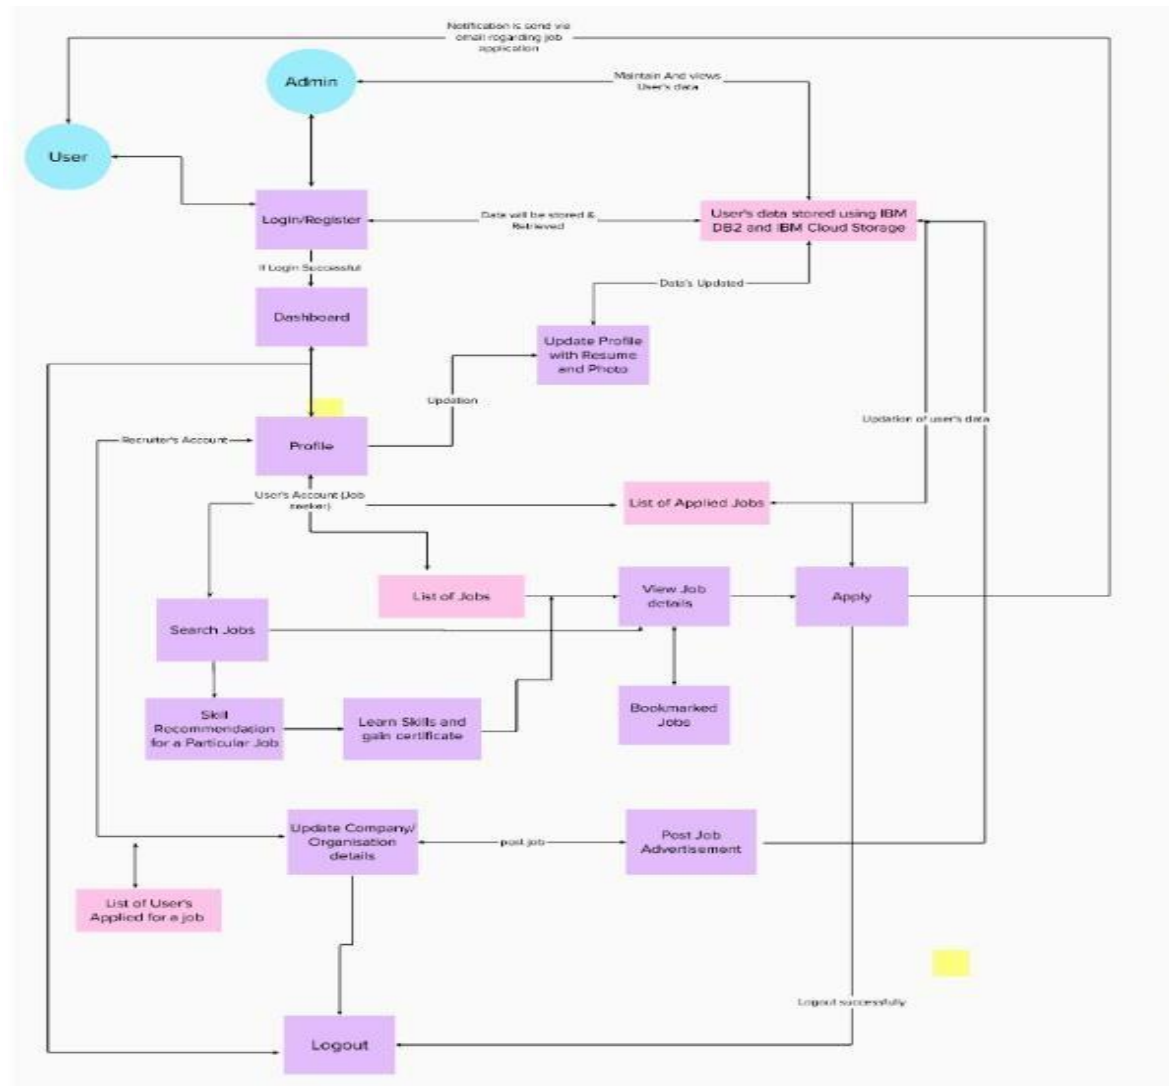 Notification is send via
email regarding job
application
Admin
Maintain And views
User's data
User
Login/Register
Data will be stored &
Retrieved
User's data stored using IBM
DB2 and IBM Cloud Storage
If Login Successful
Dashboard
Data's Updated
Update Profile
with Resume
and Photo
Updation
Updation of user's data
Recruiter's Account
Profile
User's Account (Job
seeker)
List of Applied Jobs
List of Jobs
View Job
details
Apply
Search Jobs
Skill
Recommendation
for a Particular Job
Learn Skills and
gain certificate
Bookmarked
Jobs
Update Company/
Organisation
details
post job
Post Job
Advertisement
List of User's
Applied for a job
Logout successfully
Logout